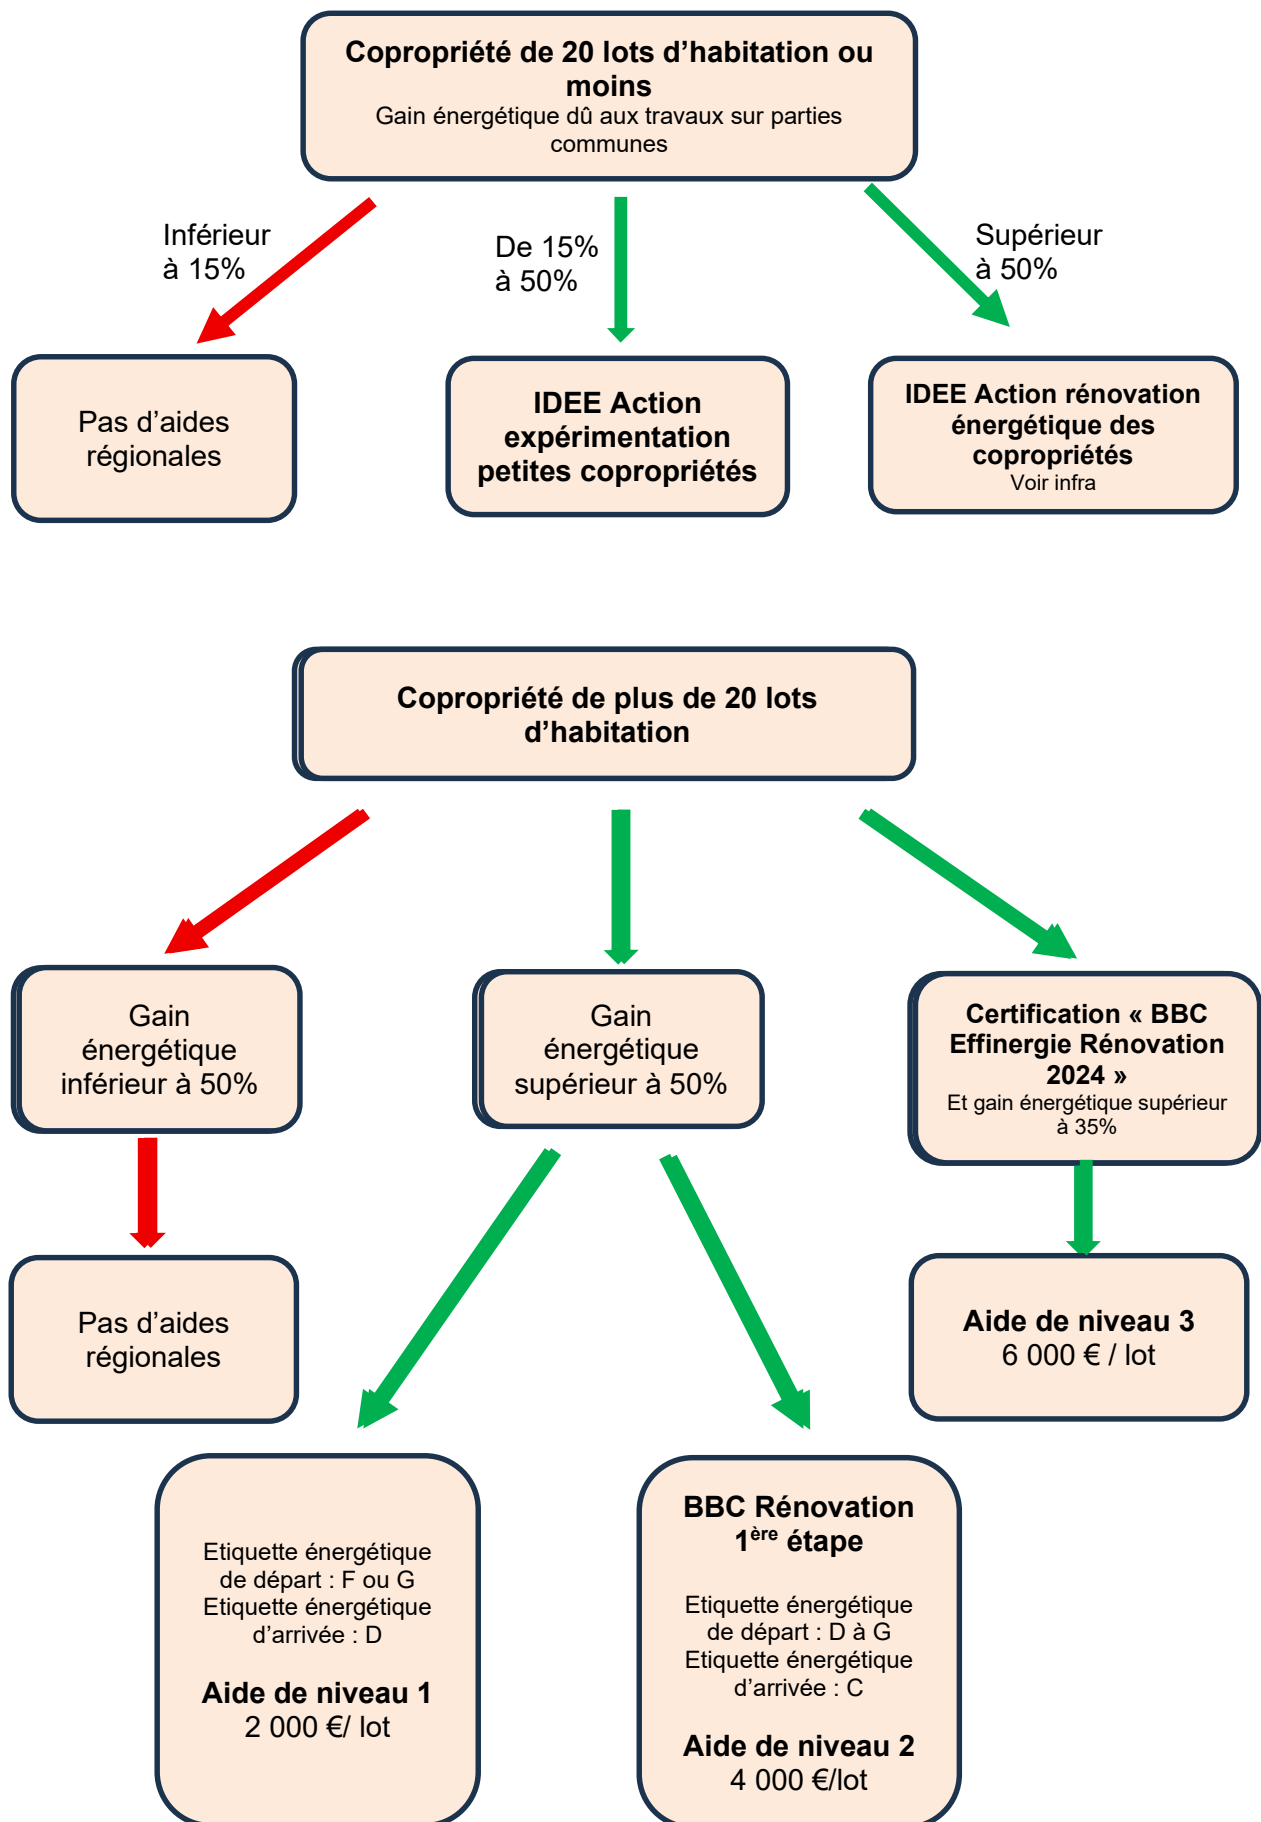 Copropriété de 20 lots d’habitation ou
moins
Gain énergétique dû aux travaux sur parties
communes
Inférieur
à 15%
De 15%
à 50%
Supérieur
à 50%
Pas d’aides
régionales
IDEE Action
expérimentation
petites copropriétés
IDEE Action rénovation
énergétique des
copropriétés
Voir infra
Copropriété de plus de 20 lots
d’habitation
Gain
énergétique
inférieur à 50%
Gain
énergétique
supérieur à 50%
Certification « BBC
Effinergie Rénovation
2024 »
Et gain énergétique supérieur
à 35%
Pas d’aides
régionales
Aide de niveau 3
6 000 € / lot
Etiquette énergétique
de départ : F ou G
Etiquette énergétique
d’arrivée : D
Aide de niveau 1
2 000 €/ lot
BBC Rénovation
1ère étape
Etiquette énergétique
de départ : D à G
Etiquette énergétique
d’arrivée : C
Aide de niveau 2
4 000 €/lot